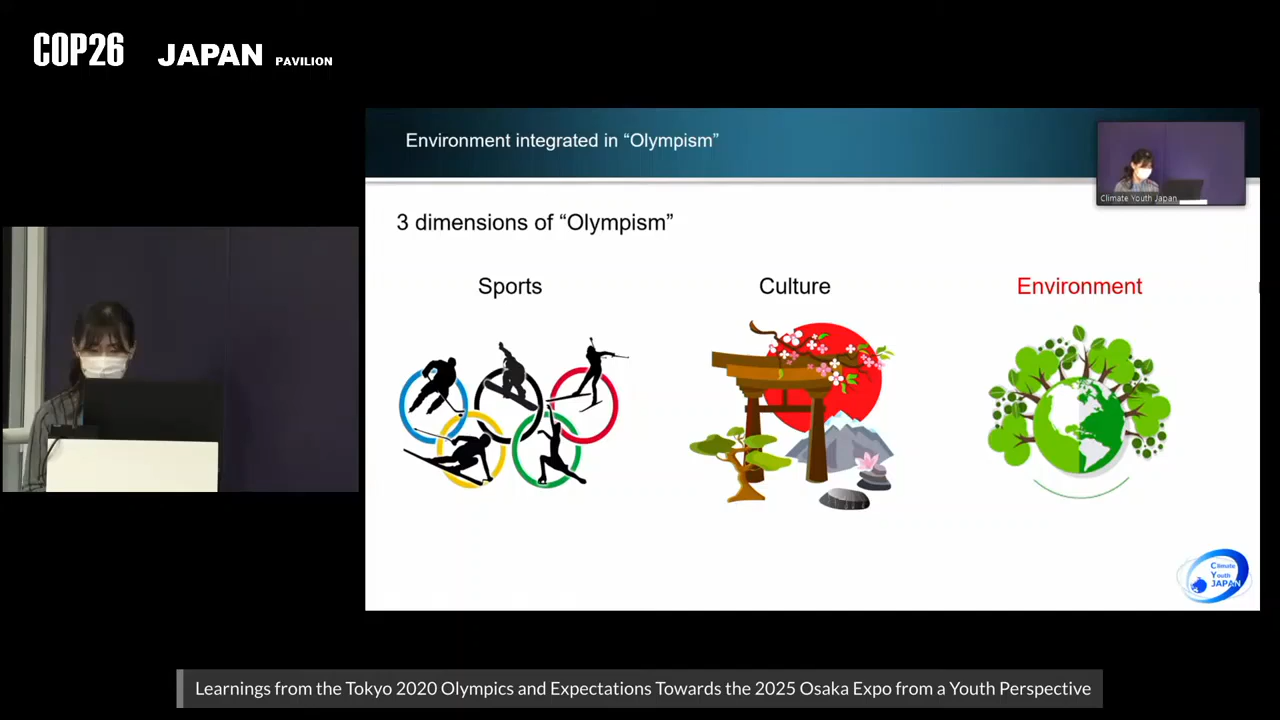 COP26 JAPAN PAVILION
Environment integrated in “Olympism”
Climate Youth Japan
3 dimensions of “Olympism”
Sports
Culture
Environment
Climate
Youth
JAPAN
Learnings from the Tokyo 2020 Olympics and Expectations Towards the 2025 Osaka Expo from a Youth Perspective